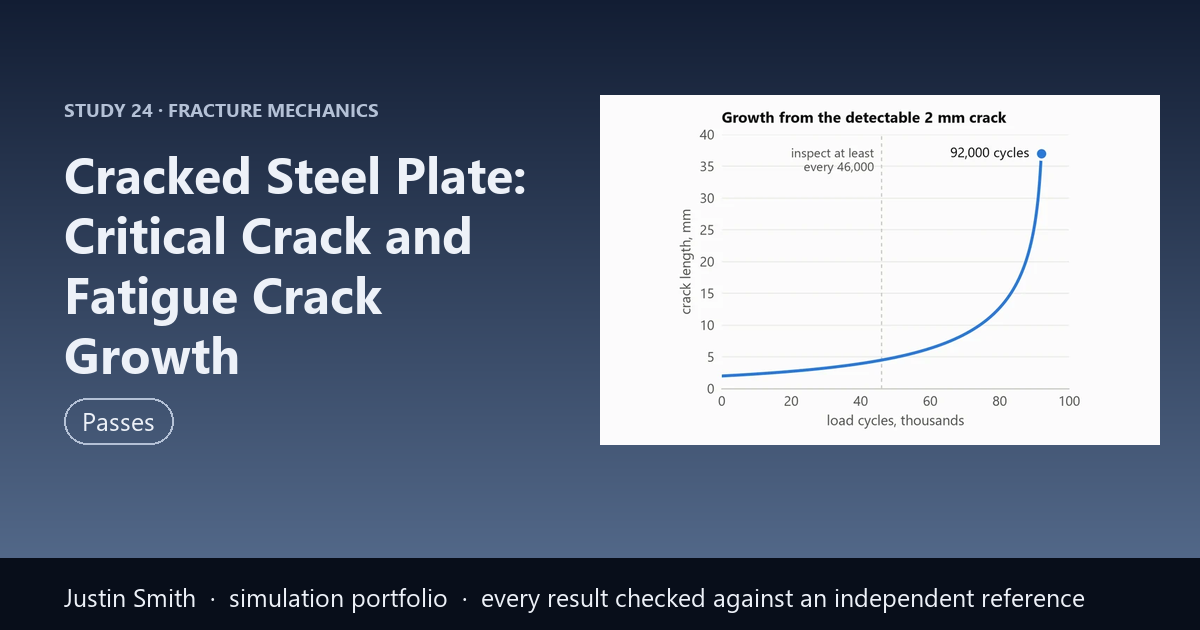 STUDY 24 · FRACTURE MECHANICS
Cracked Steel Plate:
Critical Crack and
Fatigue Crack
Growth
Passes
Growth from the detectable 2 mm crack
40
35
30
25
20
15
10
5
0
crack length, mm
inspect at least
every 46,000
92,000 cycles
0 20 40 60 80 100
load cycles, thousands
Justin Smith · simulation portfolio · every result checked against an independent reference